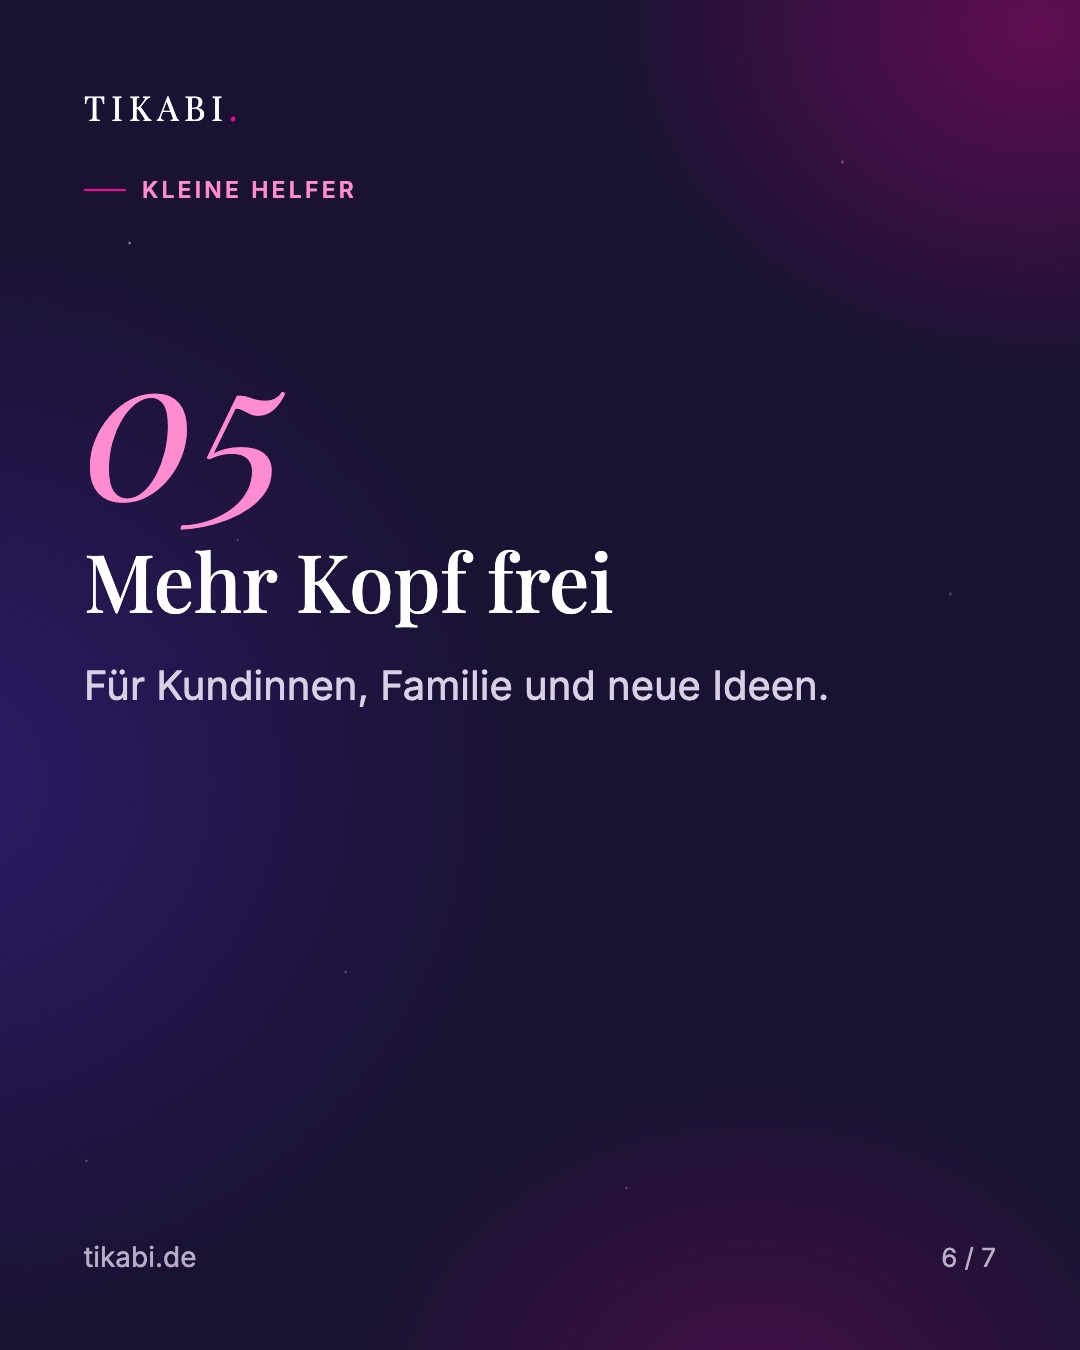 TIKABI.
KLEINE HELFER
05
Mehr Kopf frei
Für Kundinnen, Familie und neue Ideen.
tikabi.de
6 / 7